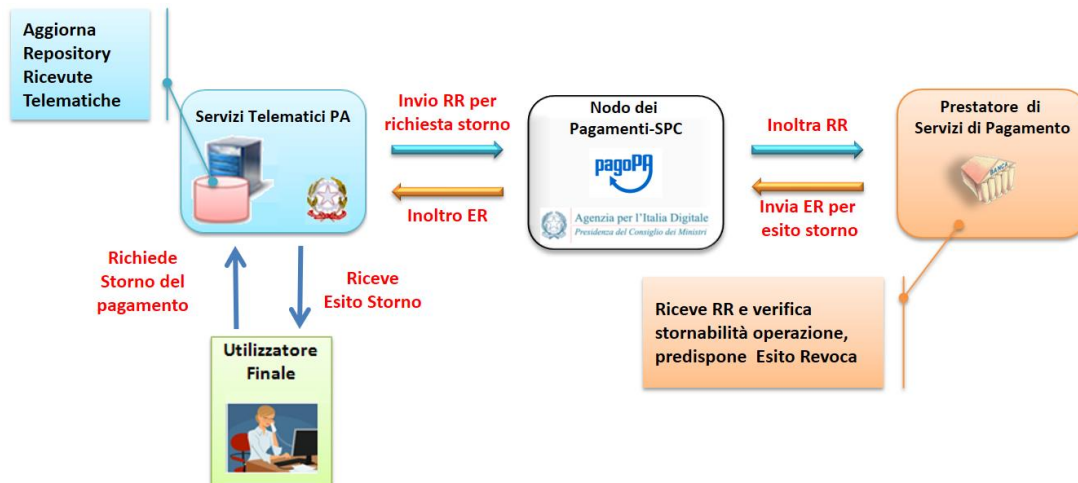 Aggiorna
Repository
Ricevute
Telematiche
Servizi Telematici PA
Invio RR per
richiesta storno
Inoltro ER
Nodo dei
Pagamenti-SPC
pagoPA
Agenzia per l'Italia Digitale
Presidenza del Consiglio dei Ministri
Inoltra RR
Invia ER per
esito storno
Prestatore di
Servizi di Pagamento
BANCA
Richiede
Storno del
pagamento
Riceve
Esito Storno
Riceve RR e verifica
stornabilità operazione,
predispone Esito Revoca
Utilizzatore
Finale